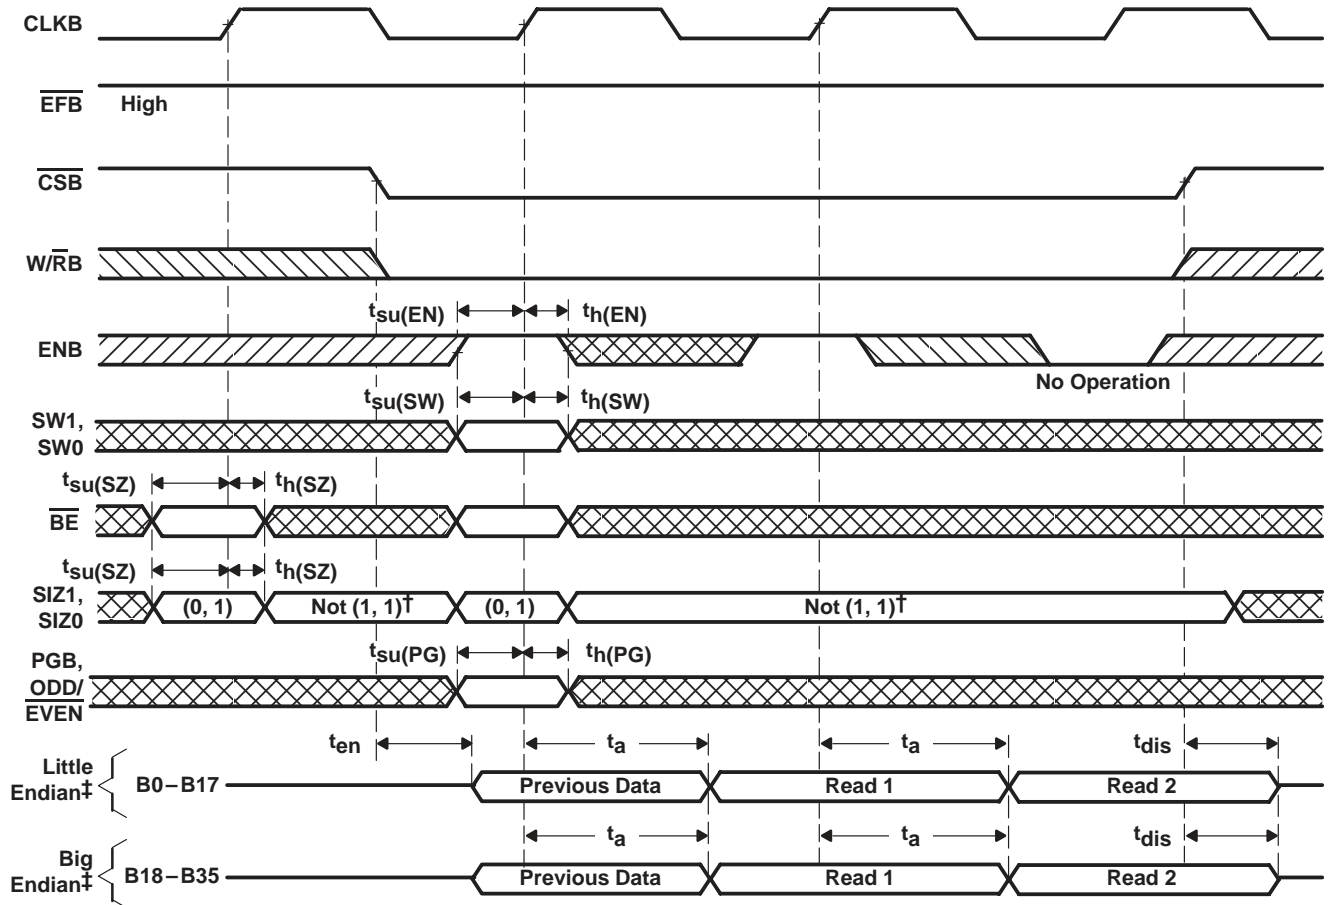 CLKB
EFB High
CSB
W/RB
tsu(EN) th(EN)
ENB
No Operation
tsu(SW) th(SW)
SW1,
SW0
tsu(SZ) th(SZ)
BE
tsu(SZ) th(SZ)
SIZ1,
SIZ0
(0, 1) Not (1, 1)† (0, 1) Not (1, 1)†
tsu(PG) th(PG)
PGB,
ODD/
EVEN
ten ta ta tdis
Little
Endian‡
B0–B17 Previous Data Read 1 Read 2
ta ta tdis
Big
Endian‡
B18–B35 Previous Data Read 1 Read 2